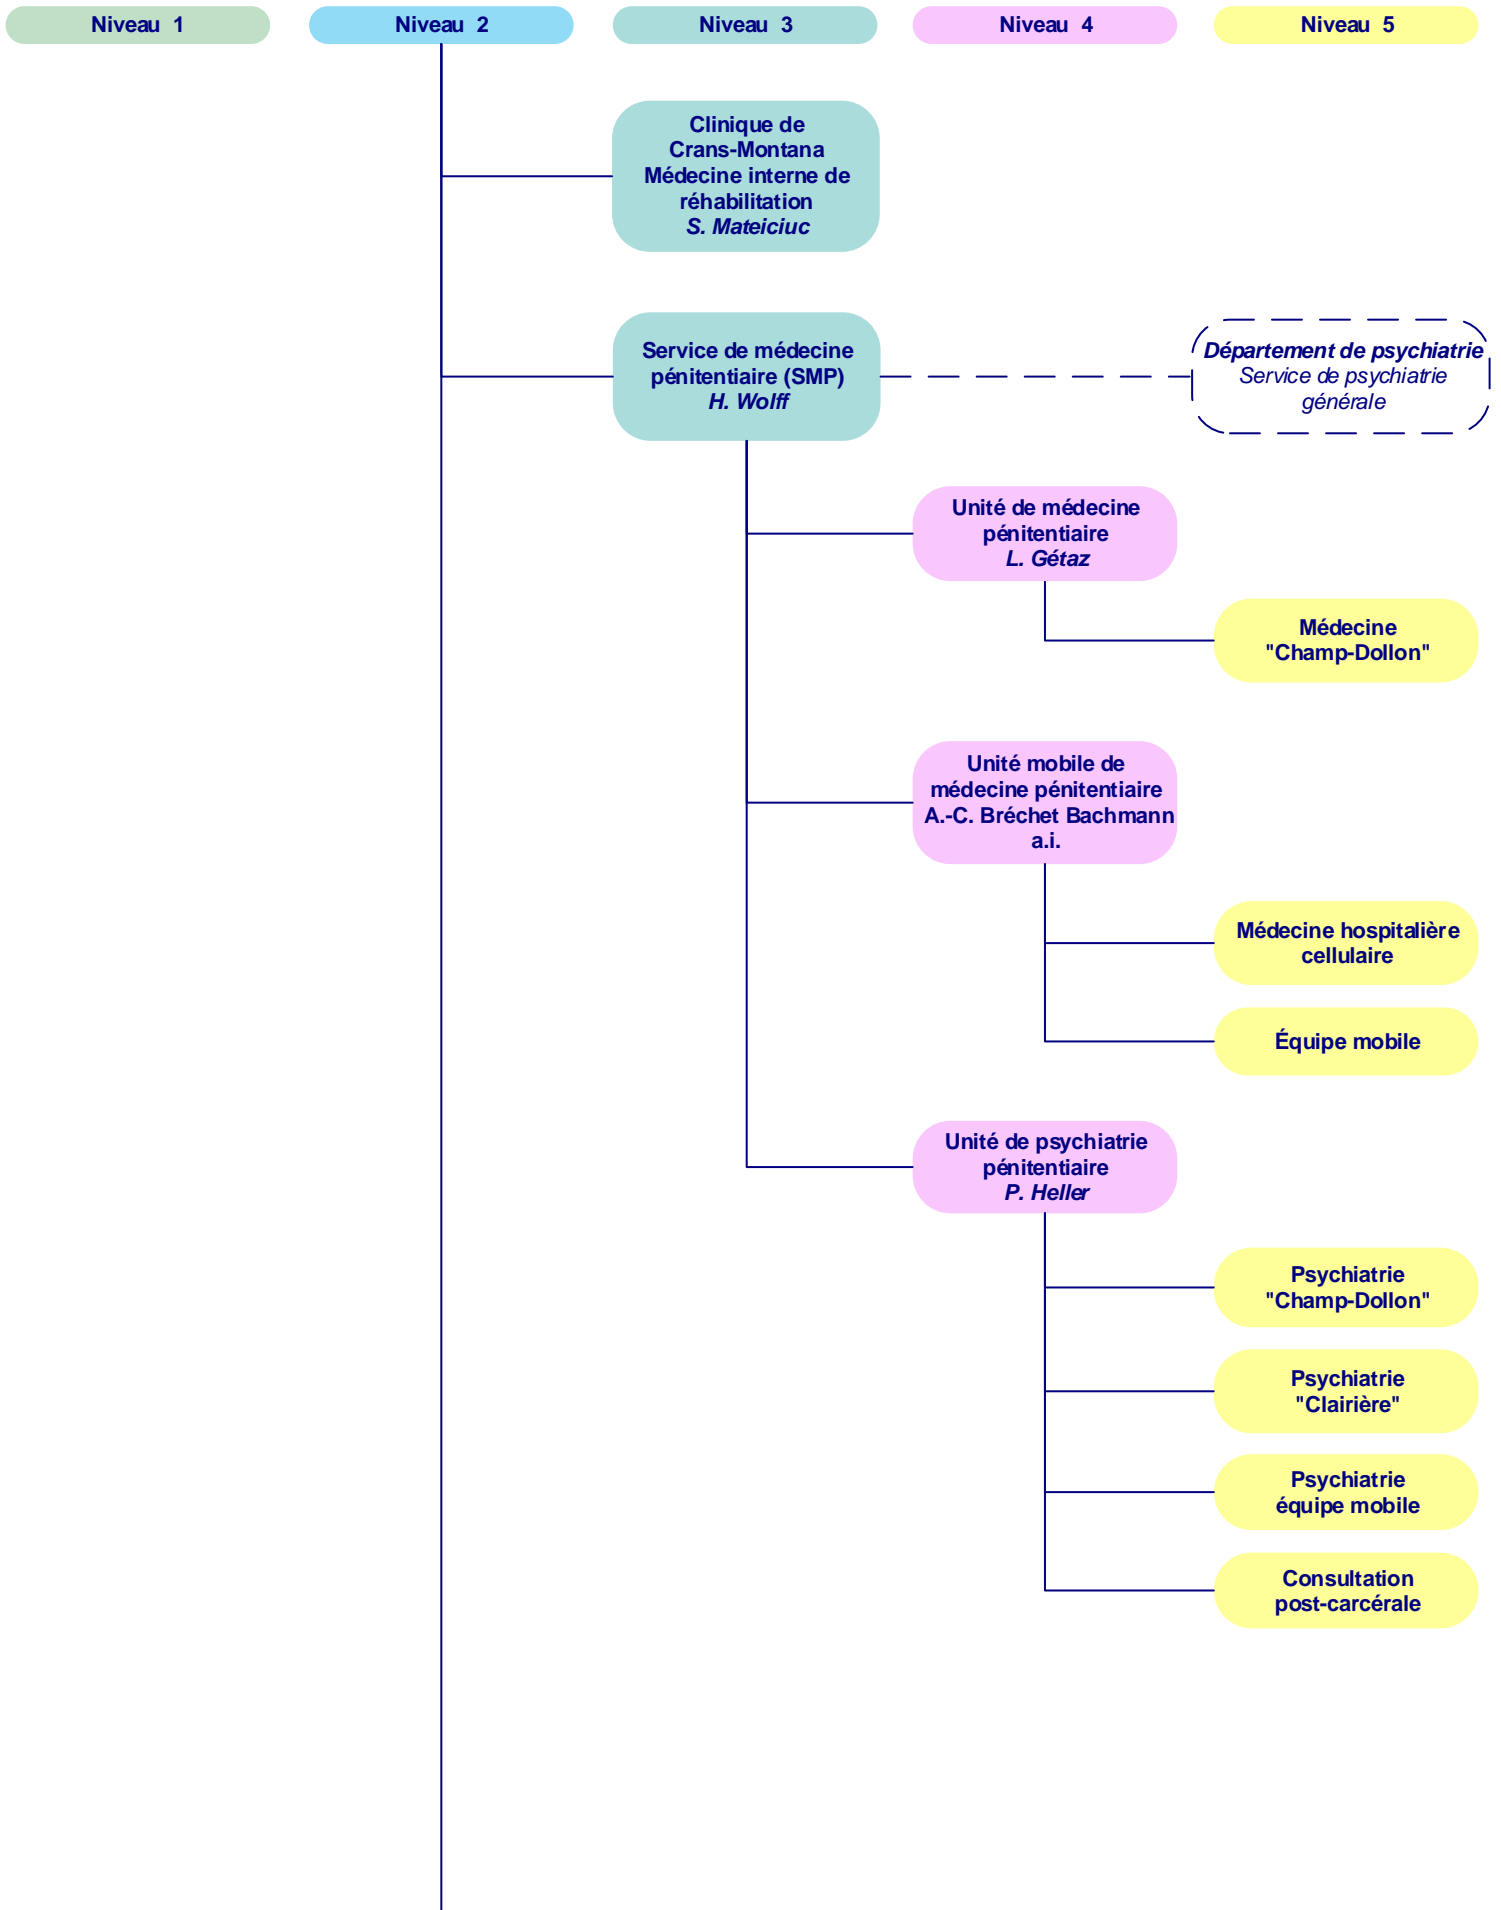 Niveau 1
Niveau 2
Niveau 3
Niveau 4
Niveau 5
Clinique de
Crans-Montana
Médecine interne de
réhabilitation
S. Mateiciuc
Service de médecine
pénitentiaire (SMP)
H. Wolff
Département de psychiatrie
Service de psychiatrie
générale
Unité de médecine
pénitentiaire
L. Gétaz
Médecine
"Champ-Dollon"
Unité mobile de
médecine pénitentiaire
A.-C. Bréchet Bachmann
a.i.
Médecine hospitalière
cellulaire
Équipe mobile
Unité de psychiatrie
pénitentiaire
P. Heller
Psychiatrie
"Champ-Dollon"
Psychiatrie
"Clairière"
Psychiatrie
équipe mobile
Consultation
post-carcérale